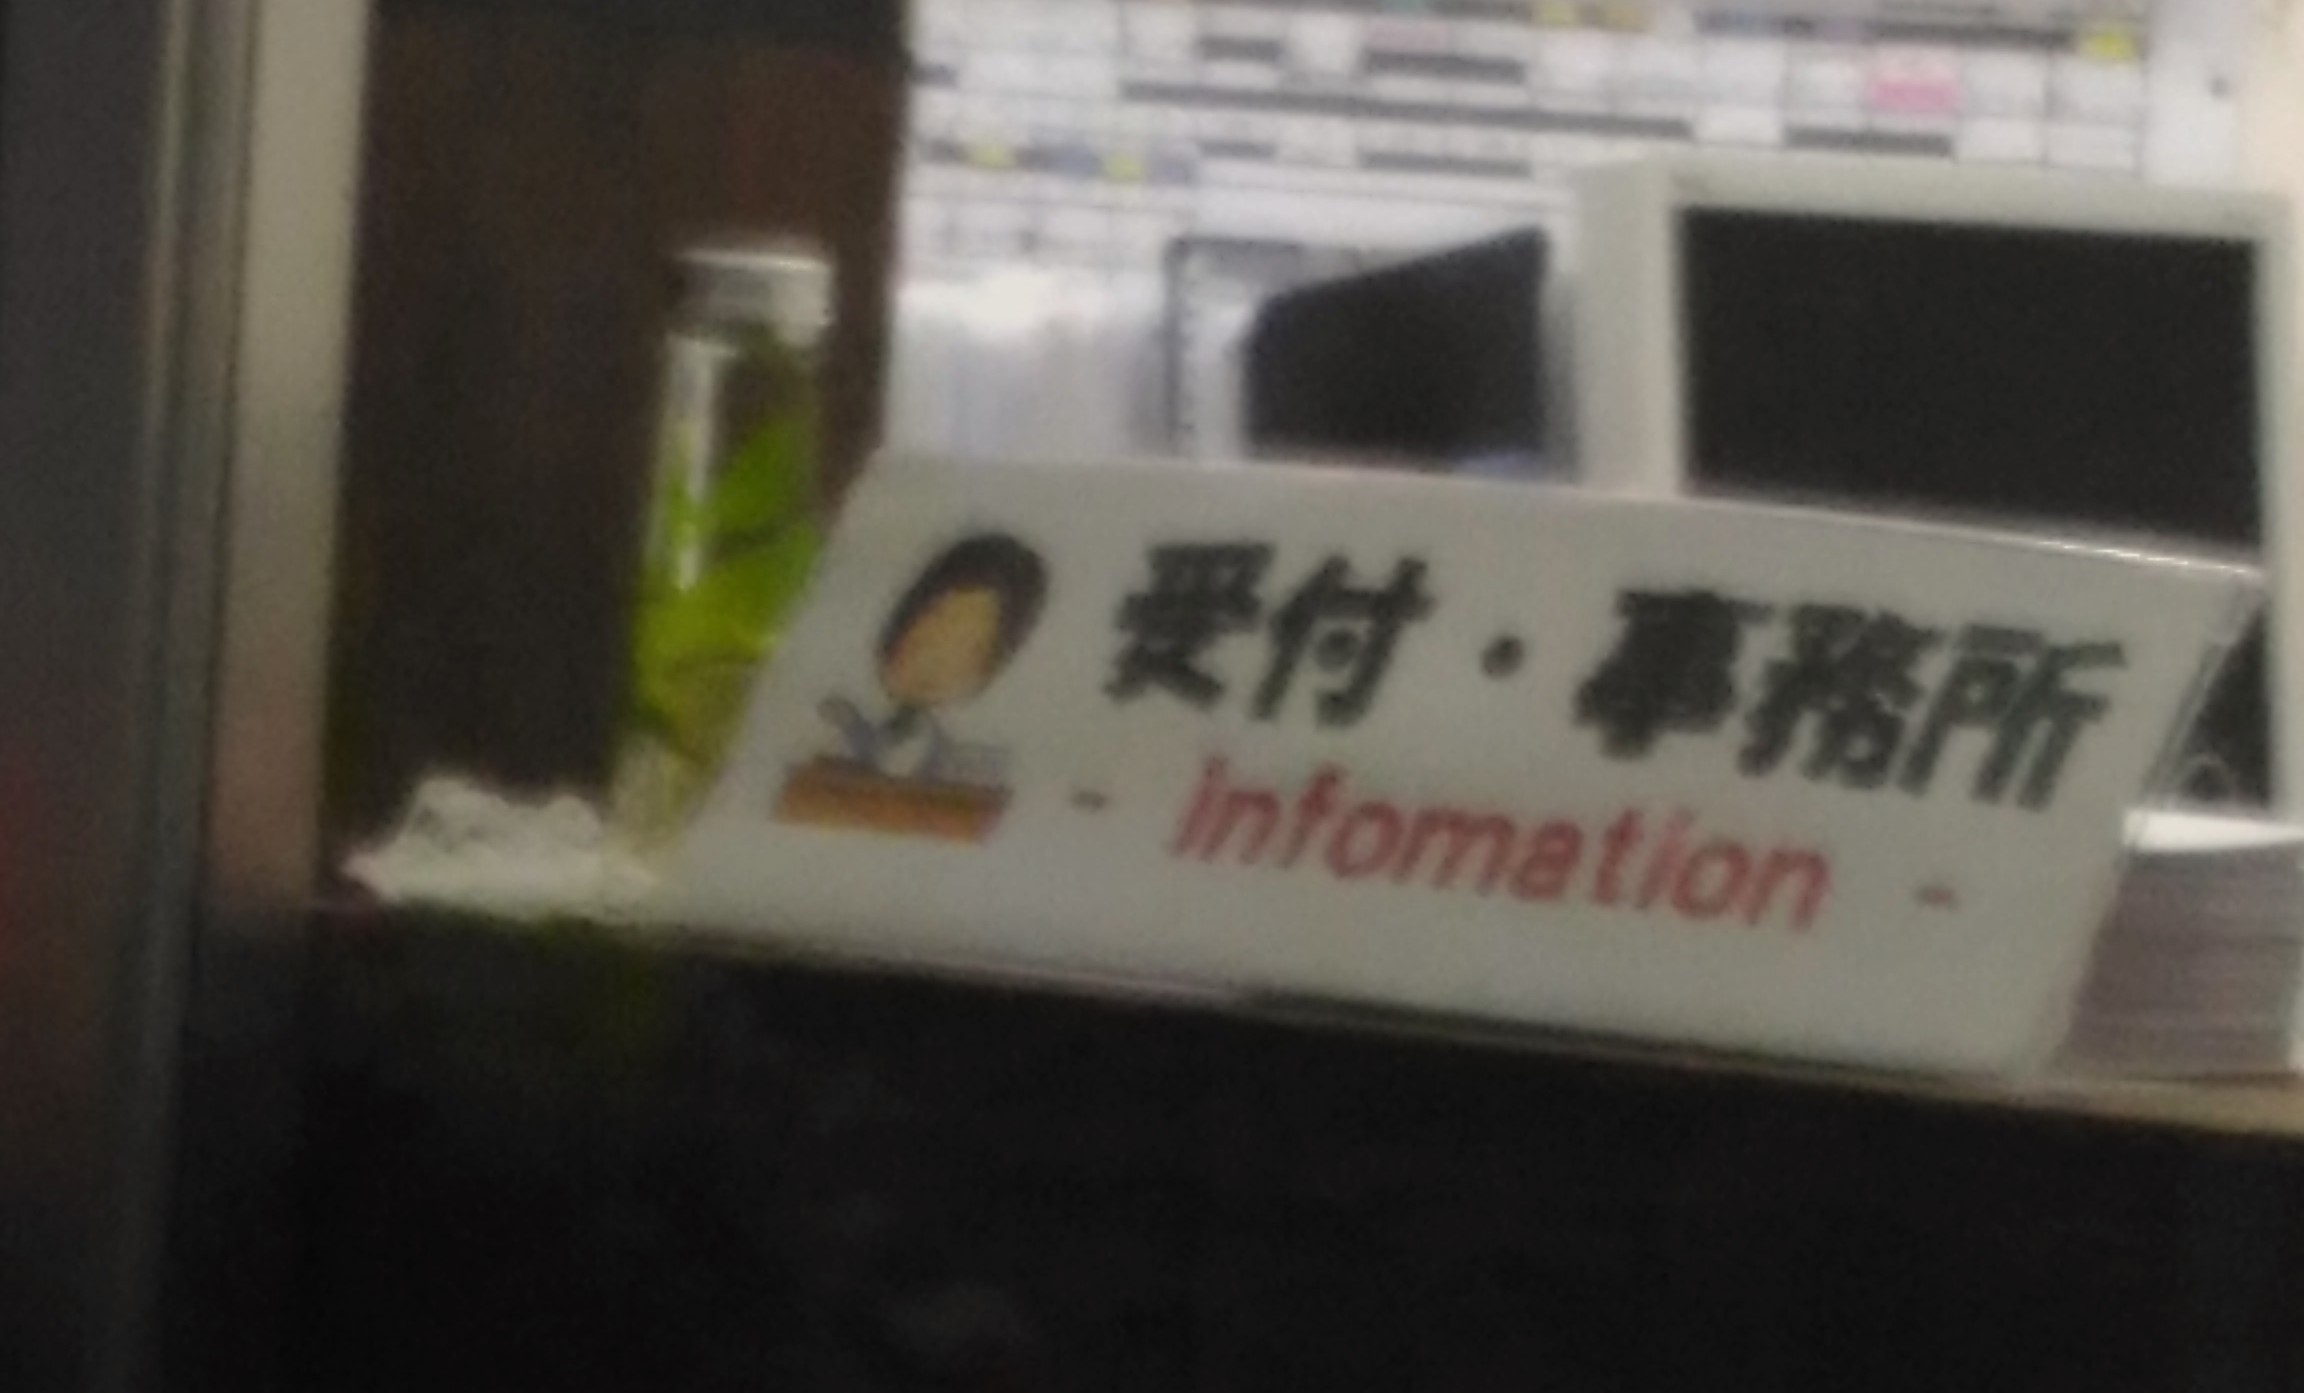 受付・事務所
- infomation -